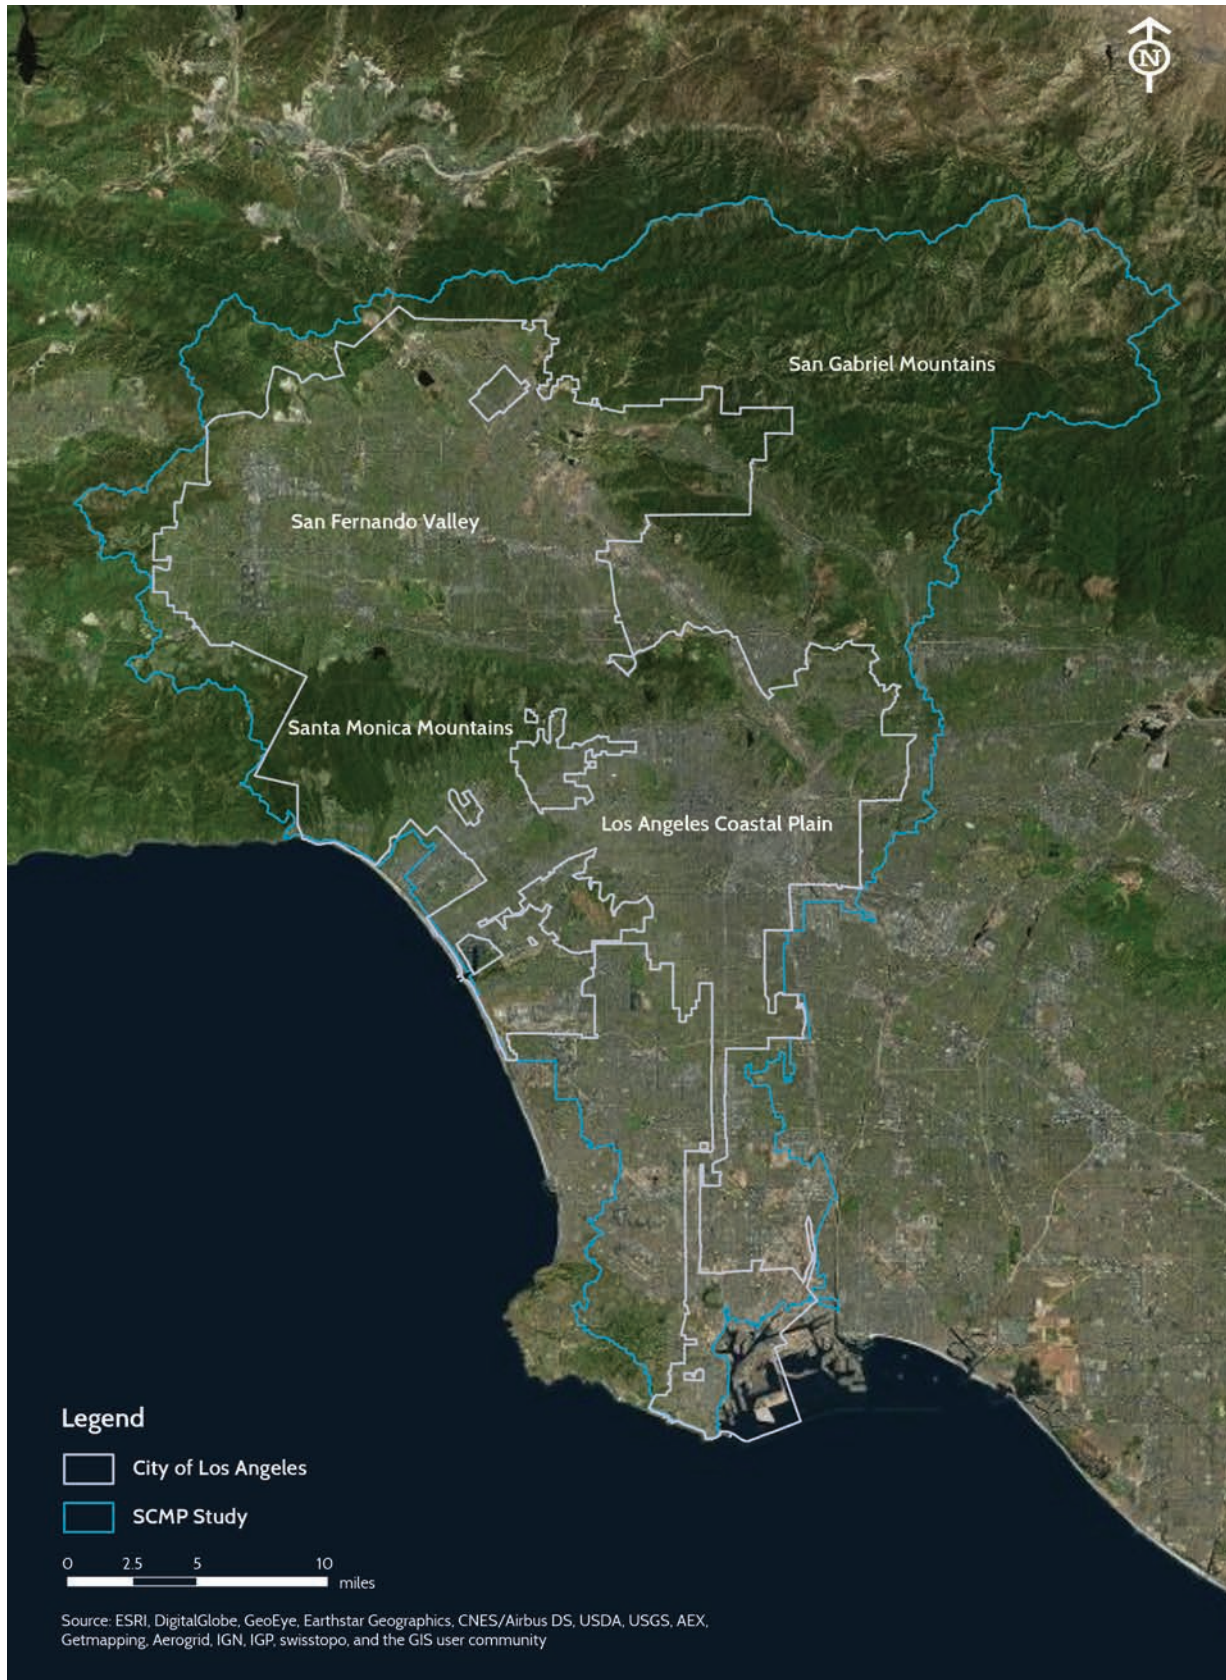 N
San Gabriel Mountains
San Fernando Valley
Santa Monica Mountains
Los Angeles Coastal Plain
Legend
City of Los Angeles
SCMP Study
0 2.5 5 10
miles
Source: ESRI, DigitalGlobe, GeoEye, Earthstar Geographics, CNES/Airbus DS, USDA, USGS, AEX,
Getmapping, Aerogrid, IGN, IGP, swisstopo, and the GIS user community